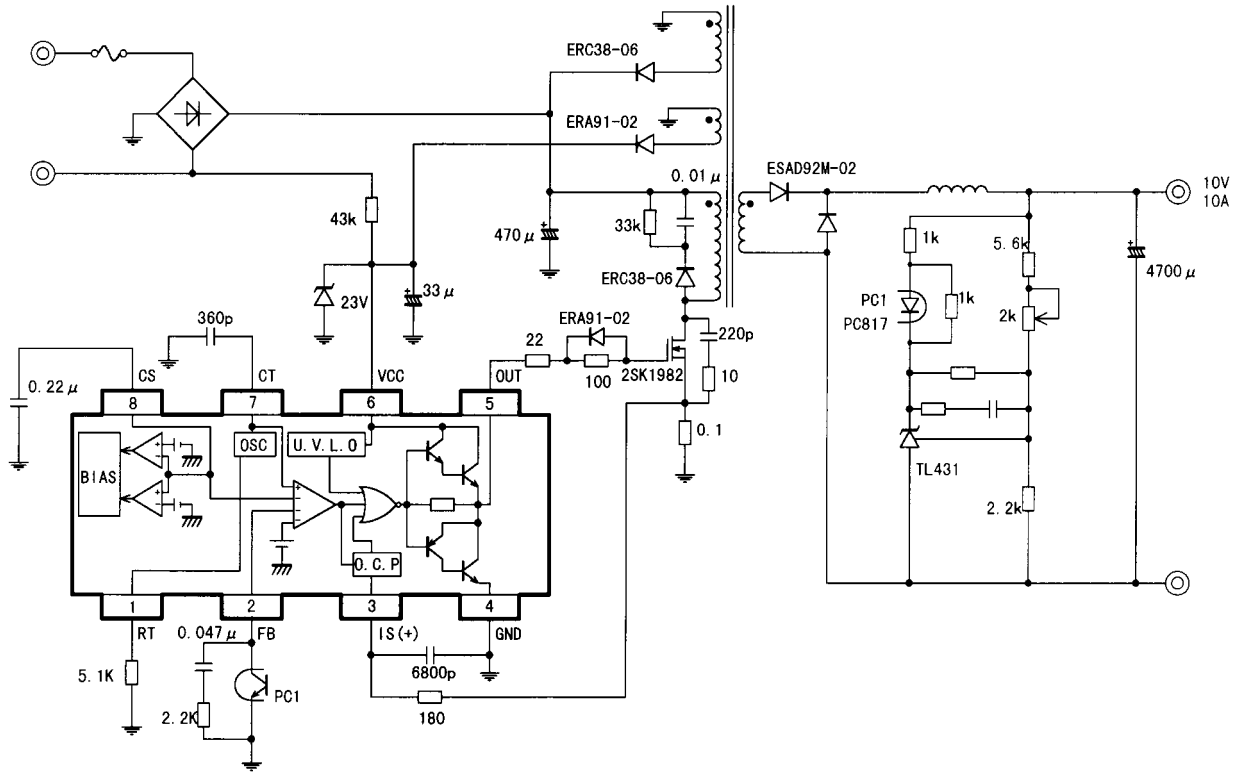 ERC38-06
ERA91-02
ESAD92M-02
0.01μ
10V
10A
43k
33k
470μ
1k
5.6k
4700μ
ERC38-06
23V
33μ
PC1
PC817
1k
2k
360p
ERA91-02
220p
22
100
2SK1982
10
0.22μ
CS
CT
VCC
OUT
8
7
6
5
0.1
OSC
U.V.L.O
BIAS
TL431
2.2k
O.C.P
1
2
3
4
RT
FB
IS(+)
GND
0.047μ
5.1K
6800p
PC1
2.2K
180